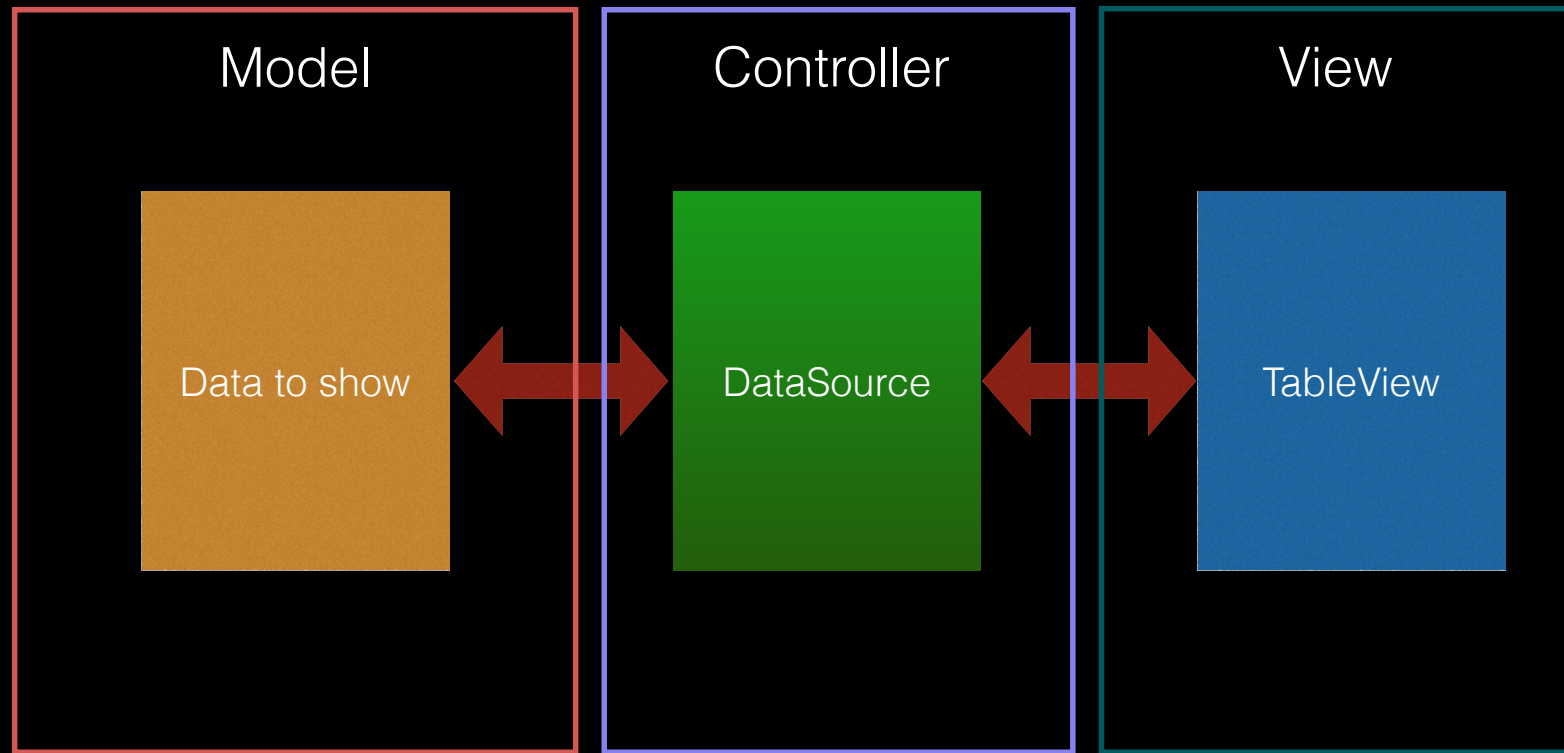 Model
Controller
View
Data to show
DataSource
TableView